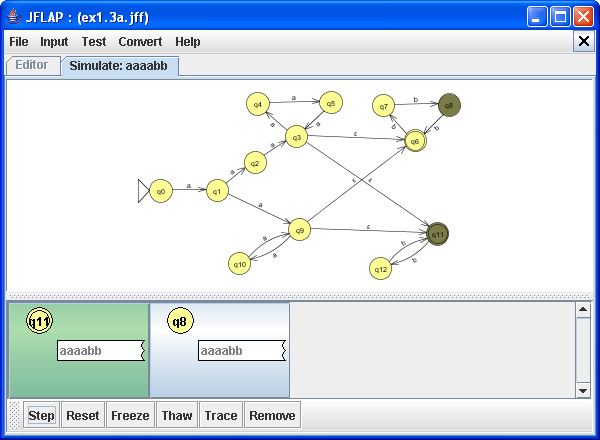 JFLAP : (ex1.3a.jff)
File Input Test Convert Help
Editor Simulate: aaaabb
q4 a q5 q7 b q8
a a b b
q3 ε q6
a
q2
a
q0 a q1
a ε ε
q9 ε q11
a a b b
q10 q12
q11 q8
aaaabb aaaabb
Step Reset Freeze Thaw Trace Remove